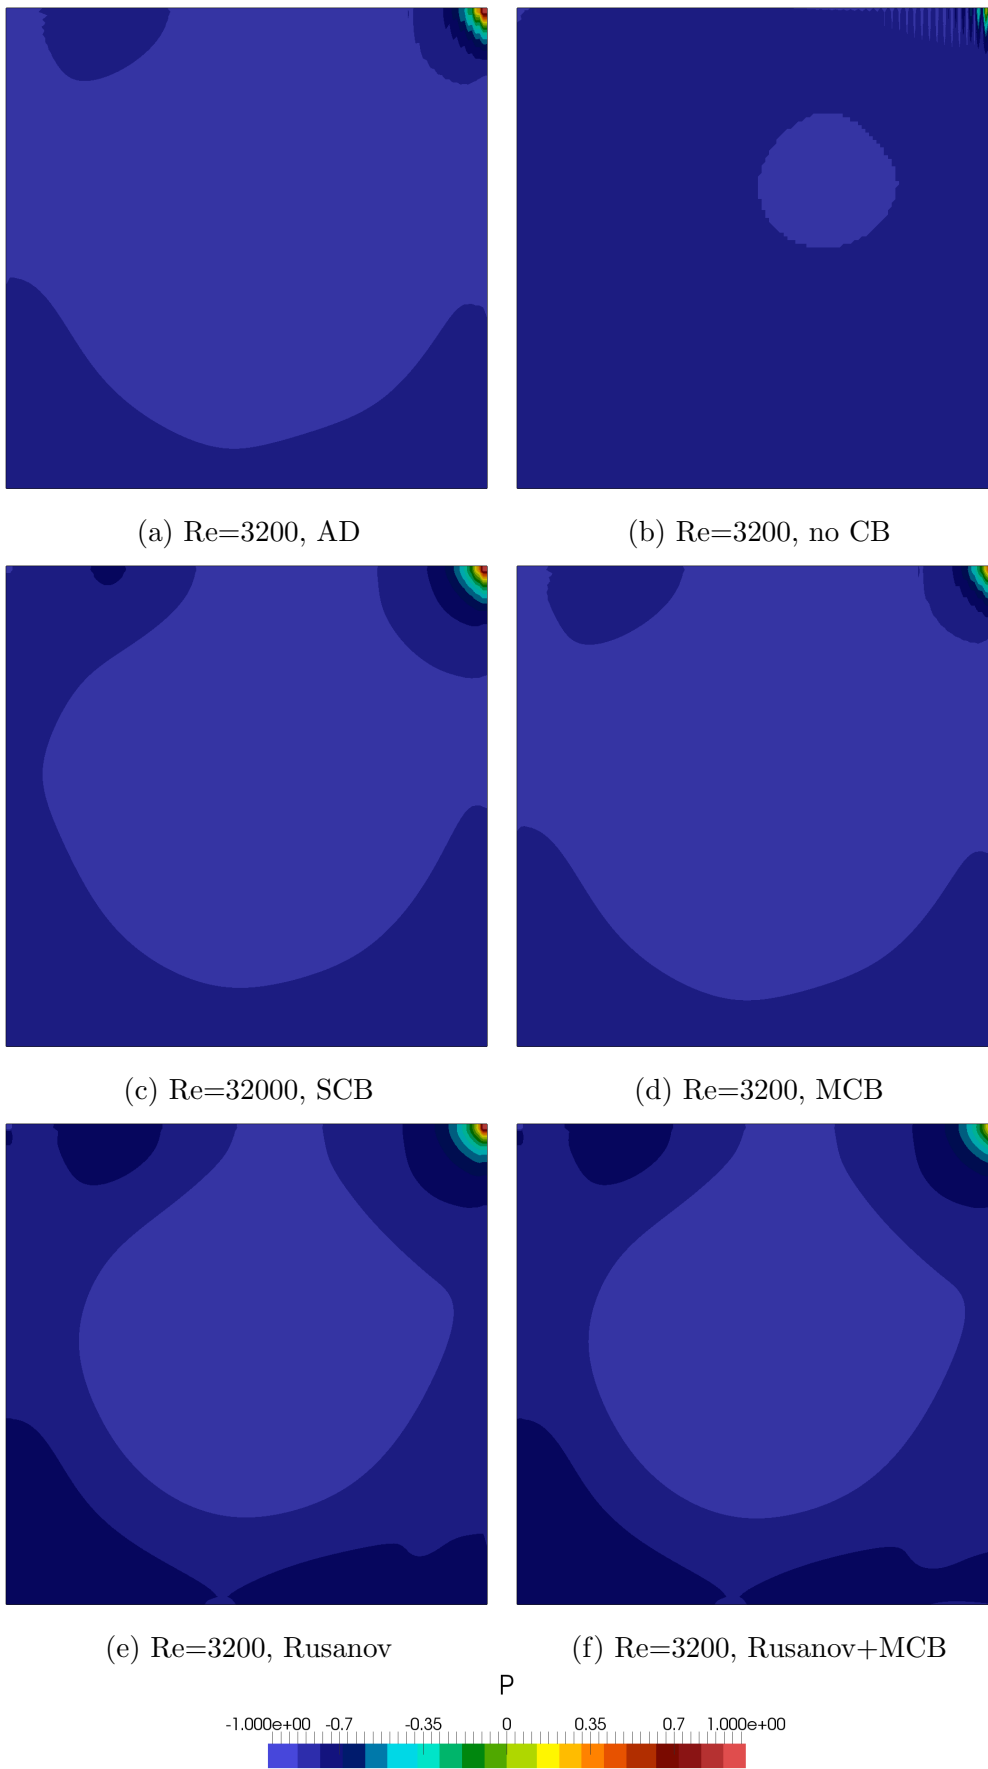 (a) Re=3200, AD
(b) Re=3200, no CB
(c) Re=32000, SCB
(d) Re=3200, MCB
(e) Re=3200, Rusanov
(f) Re=3200, Rusanov+MCB
P
-1.000e+00 -0.7 -0.35 0 0.35 0.7 1.000e+00